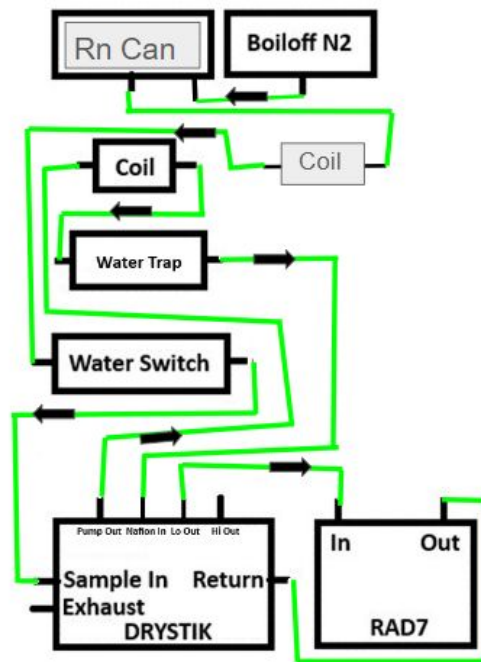 Rn Can
Boiloff N2
Coil
Coil
Water Trap
Water Switch
Pump Out Nafion In Lo Out Hi Out
In Out
Sample In Return
Exhaust
DRYSTIK
RAD7